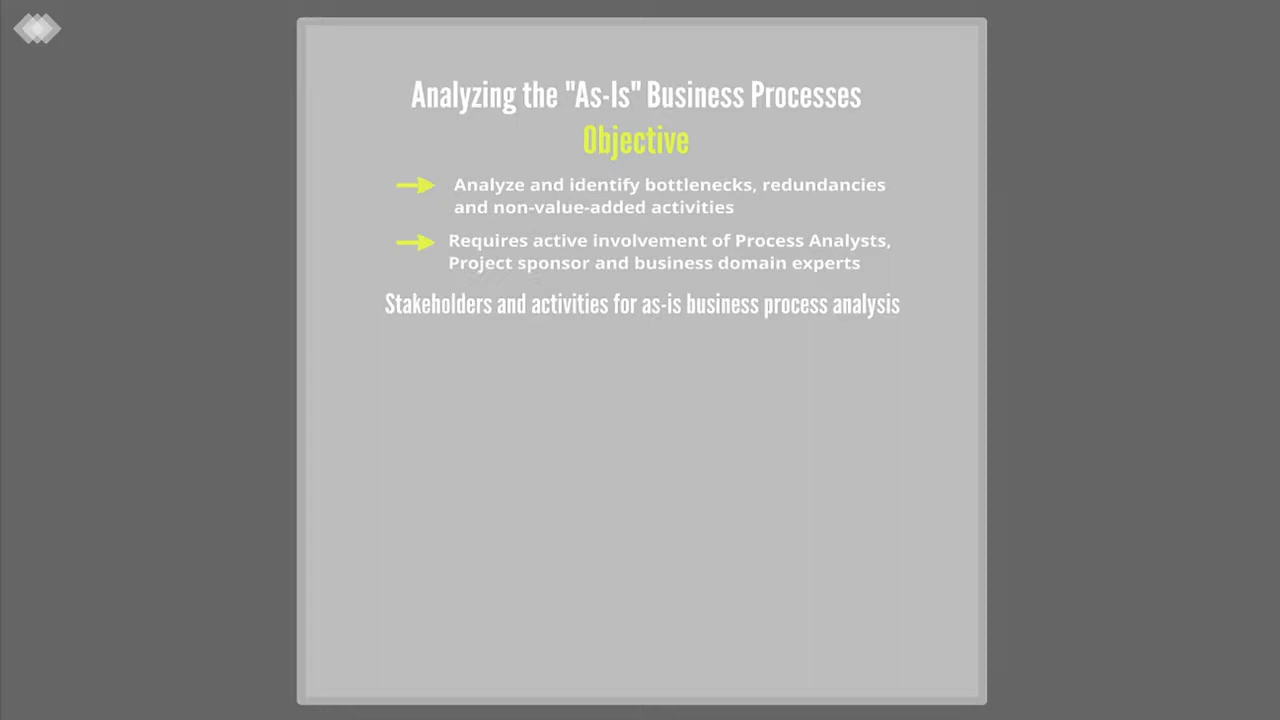 Analyzing the "As-Is" Business Processes
Objective
Analyze and identify bottlenecks, redundancies
and non-value-added activities
Requires active involvement of Process Analysts,
Project sponsor and business domain experts
Stakeholders and activities for as-is business process analysis